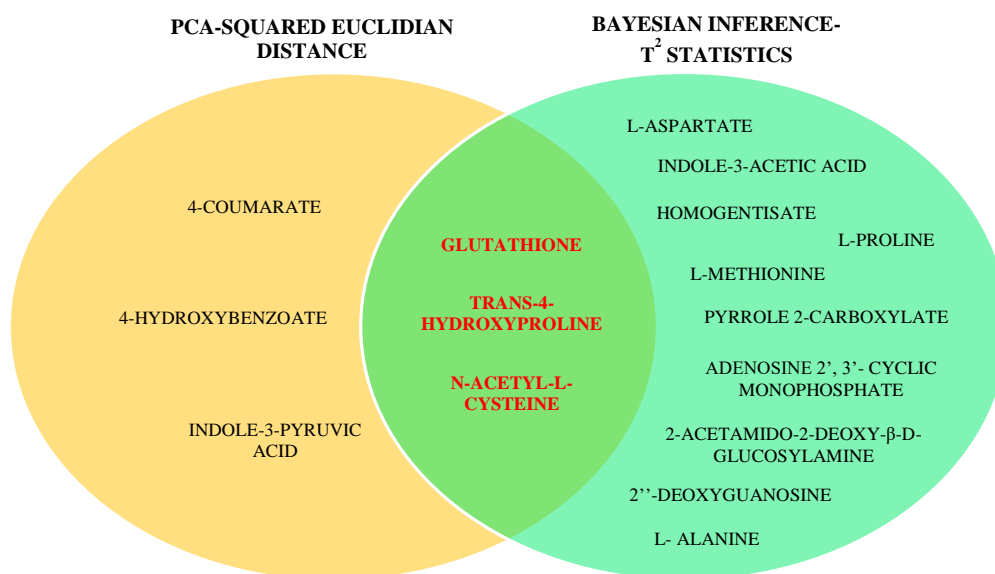 PCA-SQUARED EUCLIDIAN
DISTANCE
BAYESIAN INFERENCE-
T² STATISTICS
4-COUMARATE
4-HYDROXYBENZOATE
INDOLE-3-PYRUVIC
ACID
GLUTATHIONE
TRANS-4-
HYDROXYPROLINE
N-ACETYL-L-
CYSTEINE
L-ASPARTATE
INDOLE-3-ACETIC ACID
HOMOGENTISATE
L-PROLINE
L-METHIONINE
PYRROLE 2-CARBOXYLATE
ADENOSINE 2’, 3’- CYCLIC
MONOPHOSPHATE
2-ACETAMIDO-2-DEOXY-β-D-
GLUCOSYLAMINE
2’’-DEOXYGUANOSINE
L- ALANINE